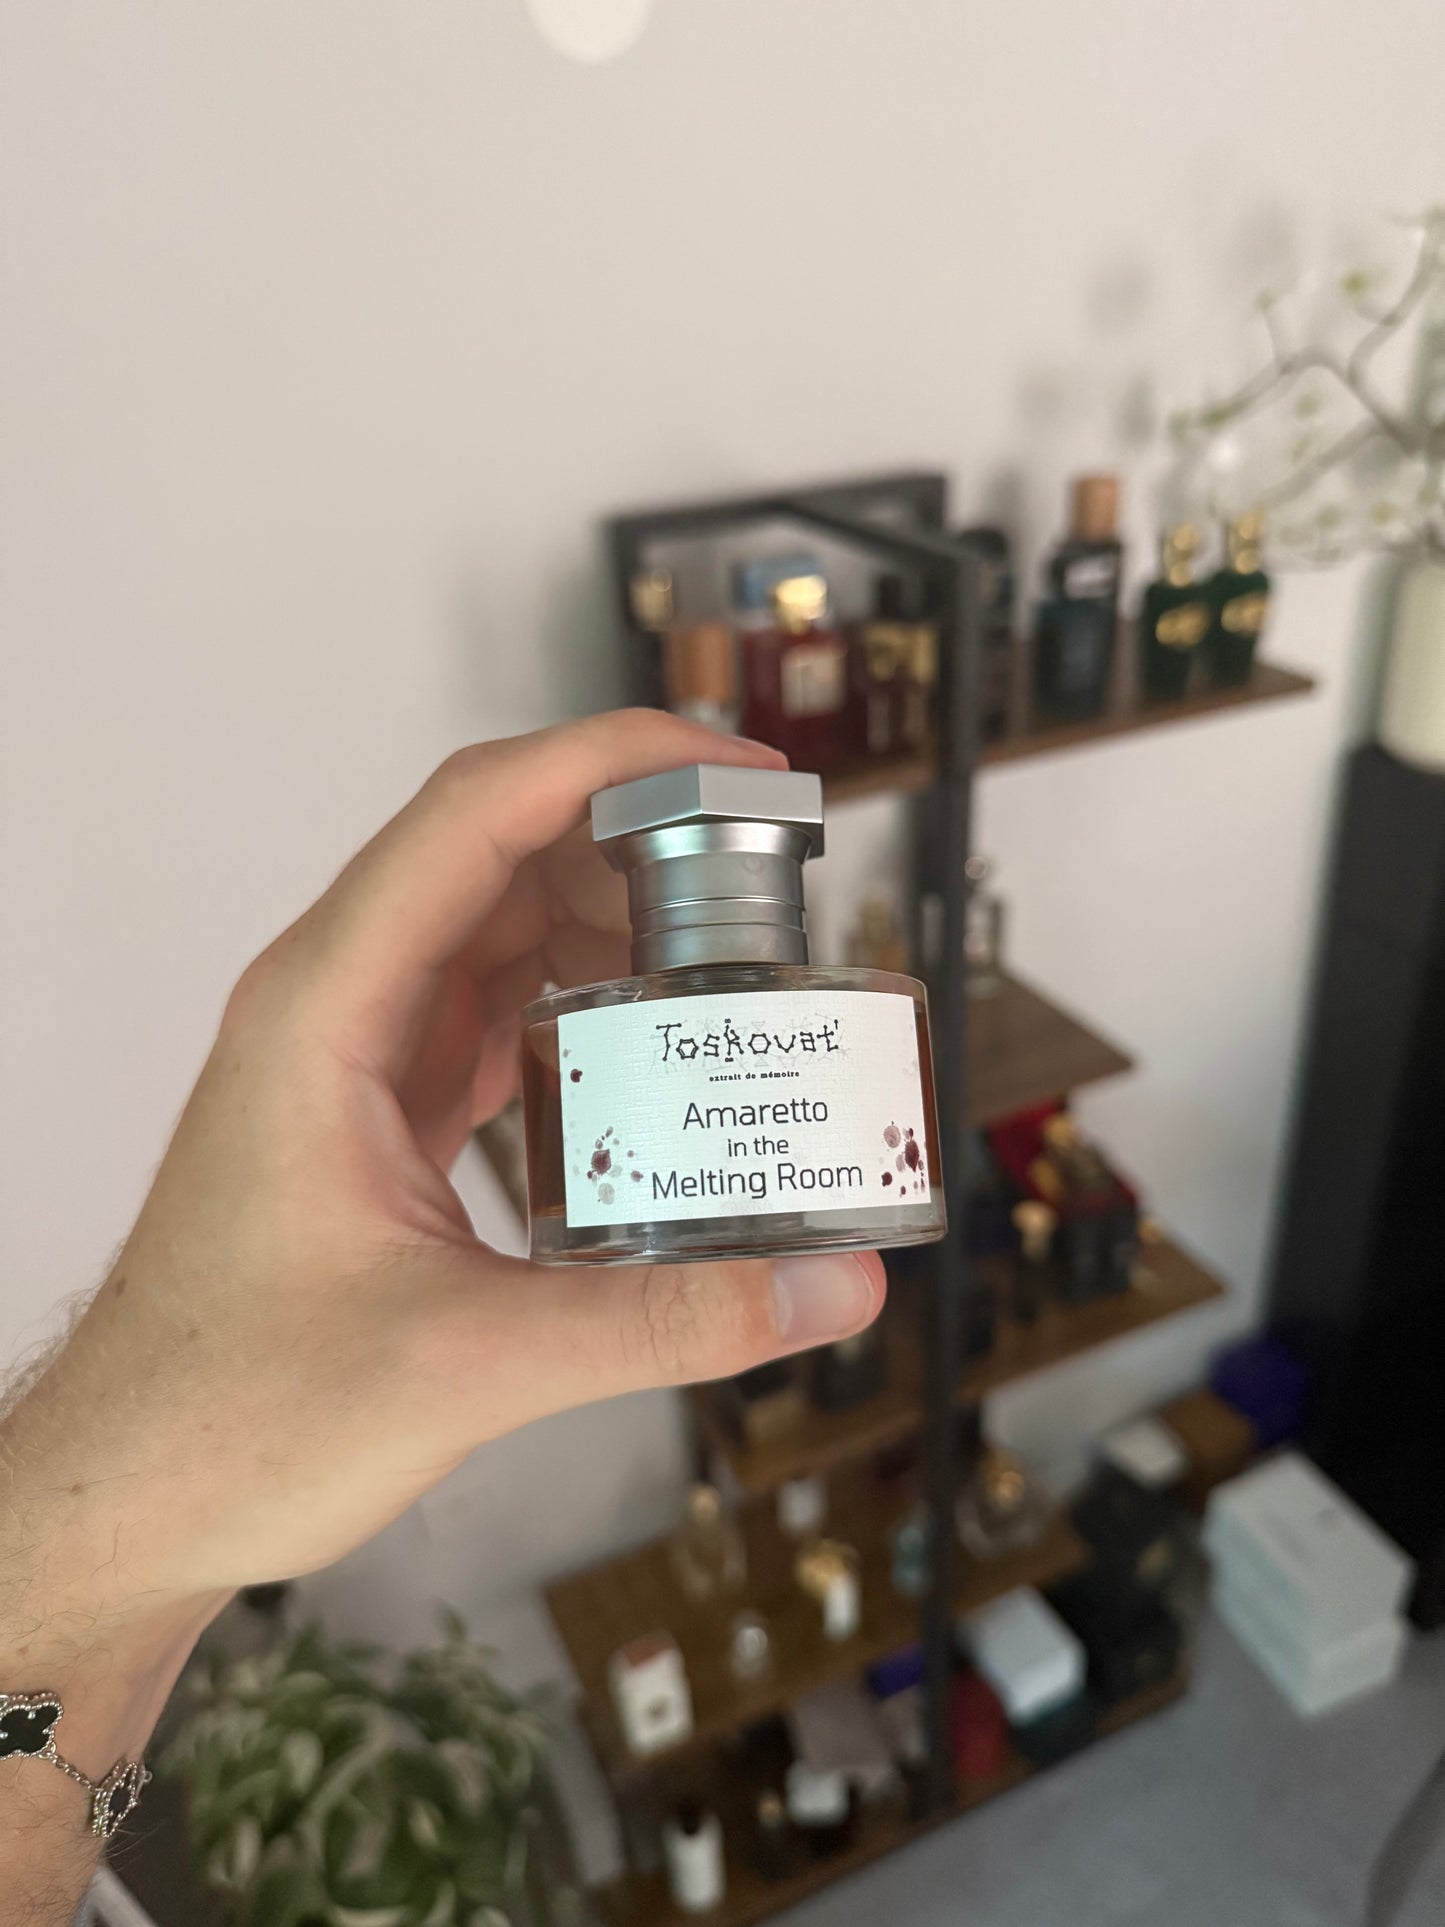 Toskovat'
extrait de mémoire
Amaretto
in the
Melting Room